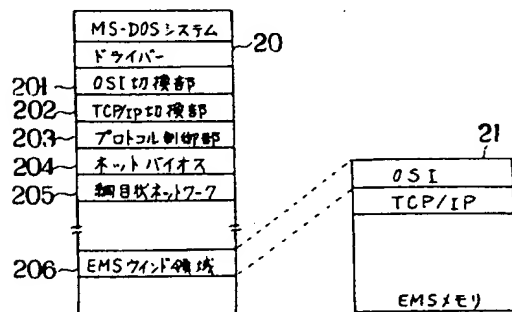 MS-DOSシステム
20
ドライバー
201
OSI切換部
202
TCP/ip切換部
203
プロトコル制御部
204
ネットバイオス
205
網目状ネットワーク
206
EMSウインド領域
21
OSI
TCP/IP
EMSメモリ